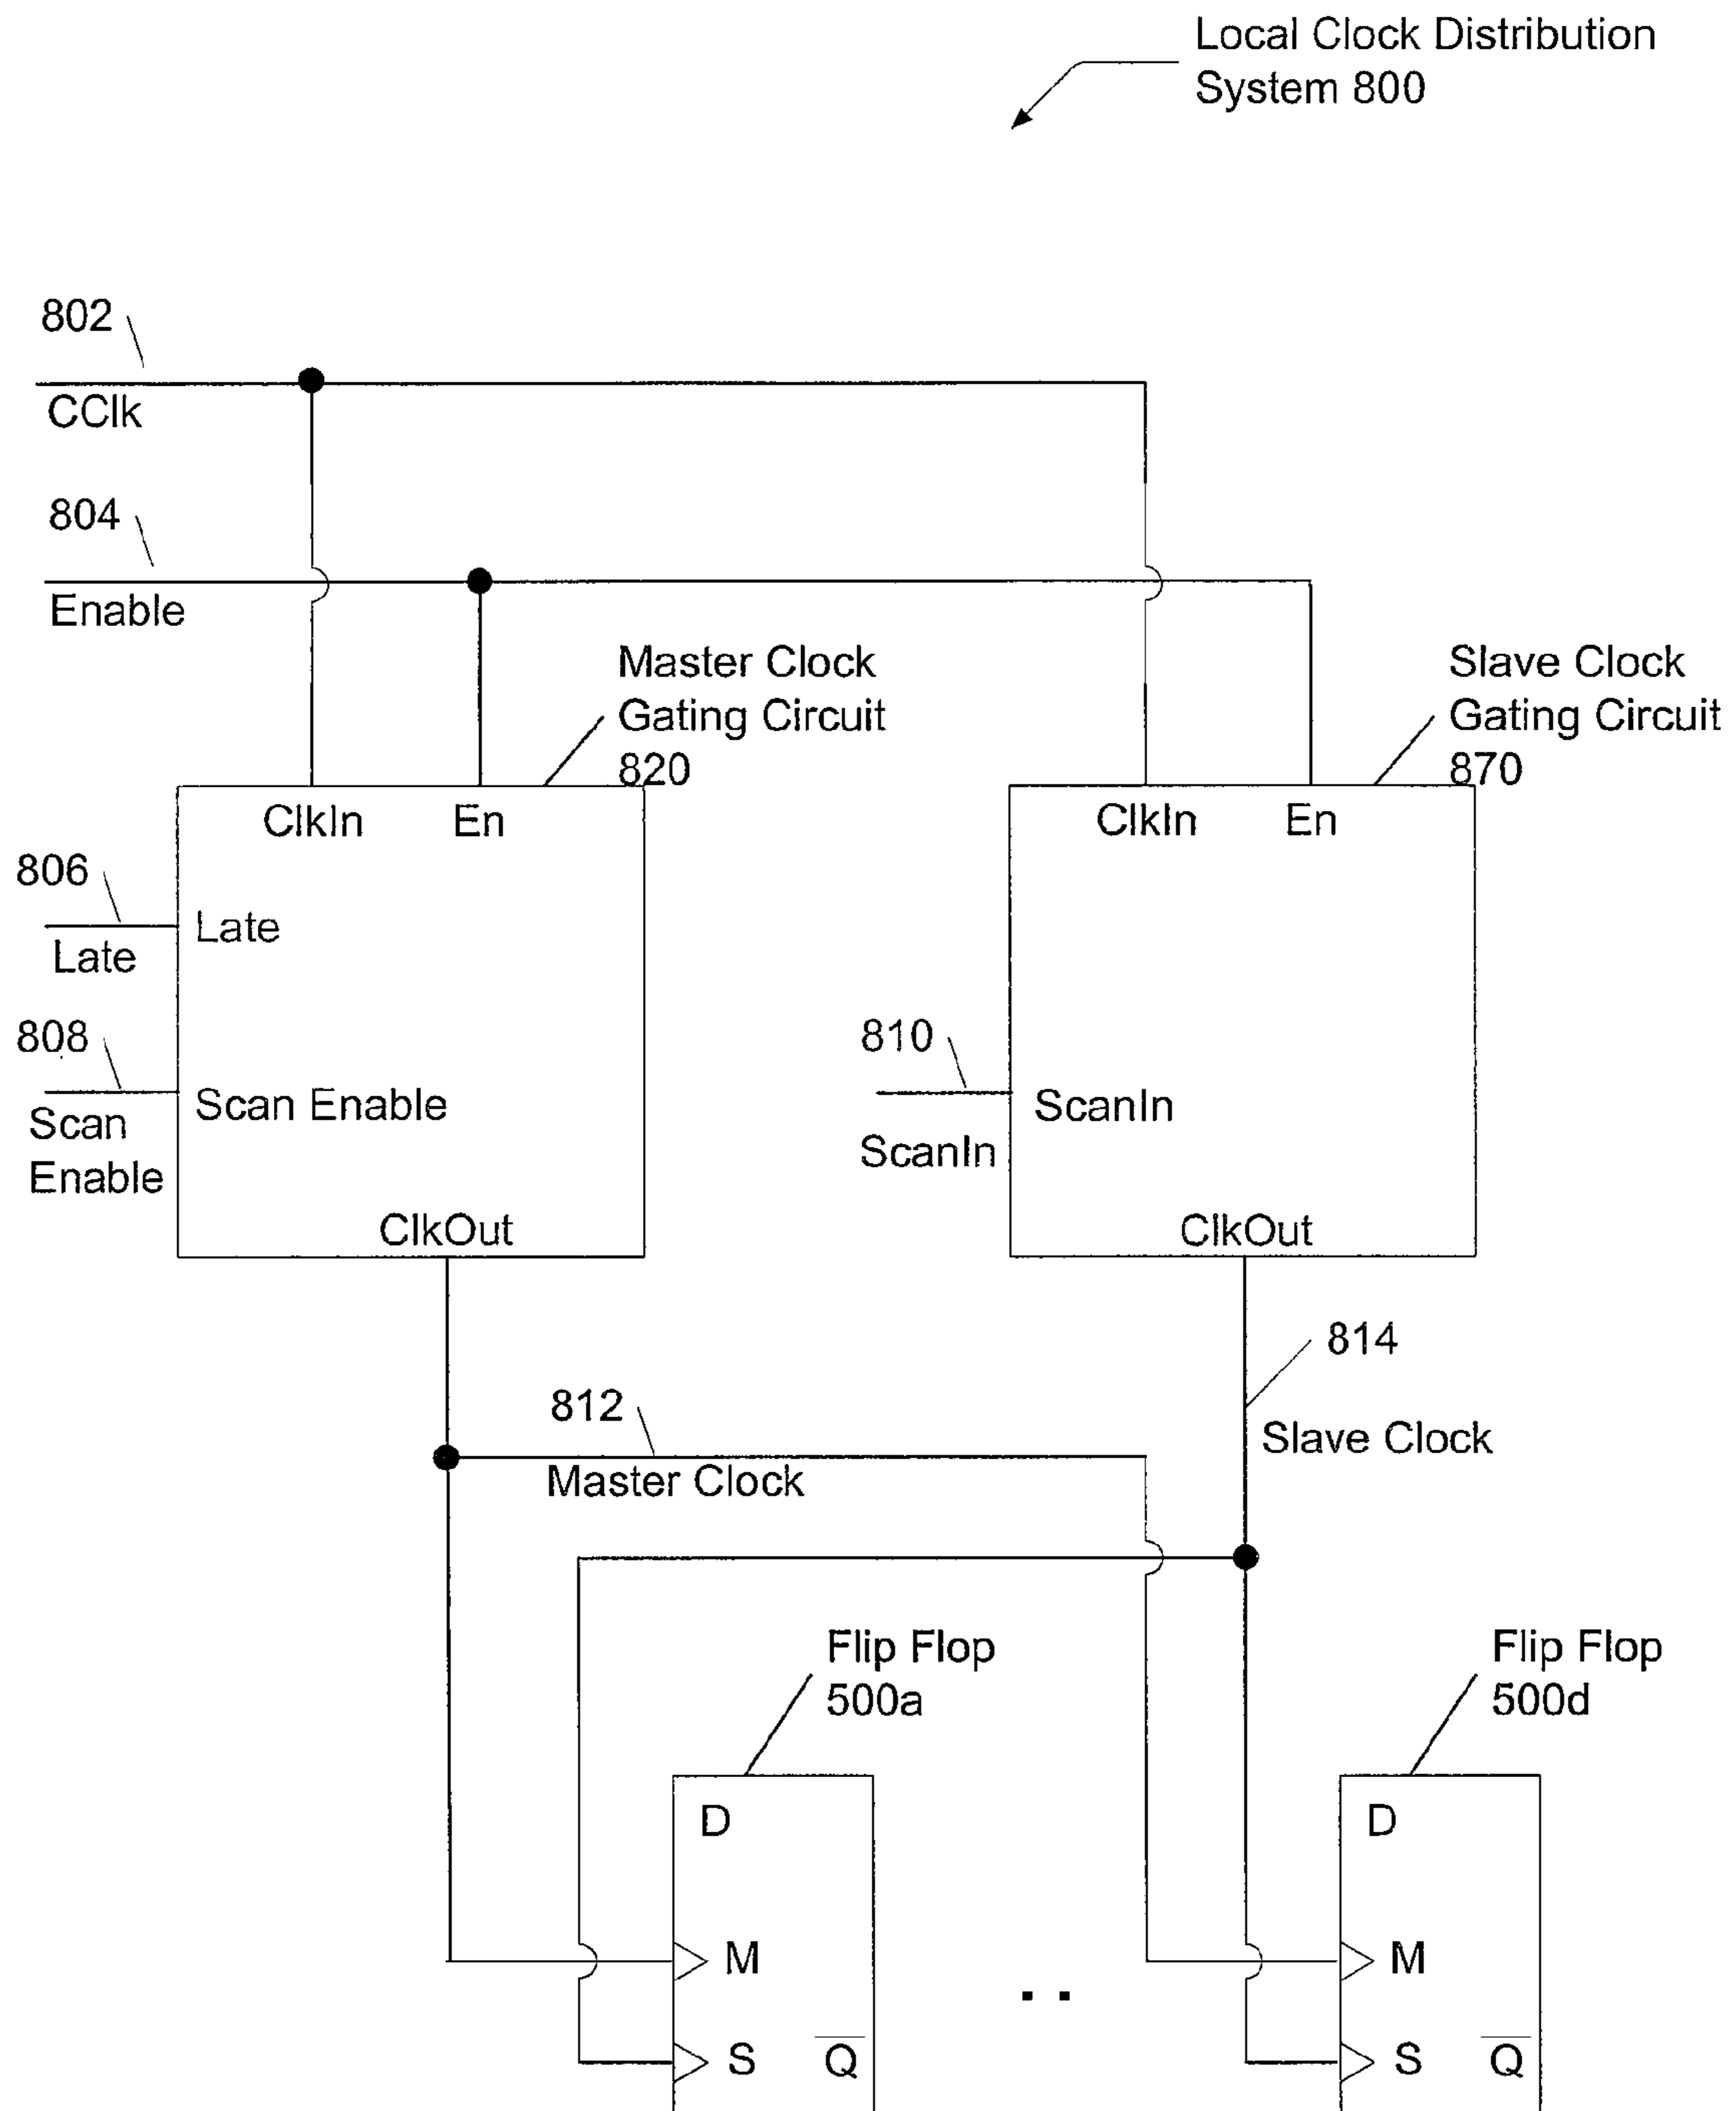 Local Clock Distribution
System 800
802
CClk
804
Enable
Master Clock
Gating Circuit
820
Slave Clock
Gating Circuit
870
ClkIn
En
ClkIn
En
806
Late
Late
808
Scan
Enable
Scan Enable
810
ScanIn
ScanIn
ClkOut
ClkOut
814
Slave Clock
812
Master Clock
Flip Flop
500a
Flip Flop
500d
D
D
M
M
. .
S
Q̅
S
Q̅